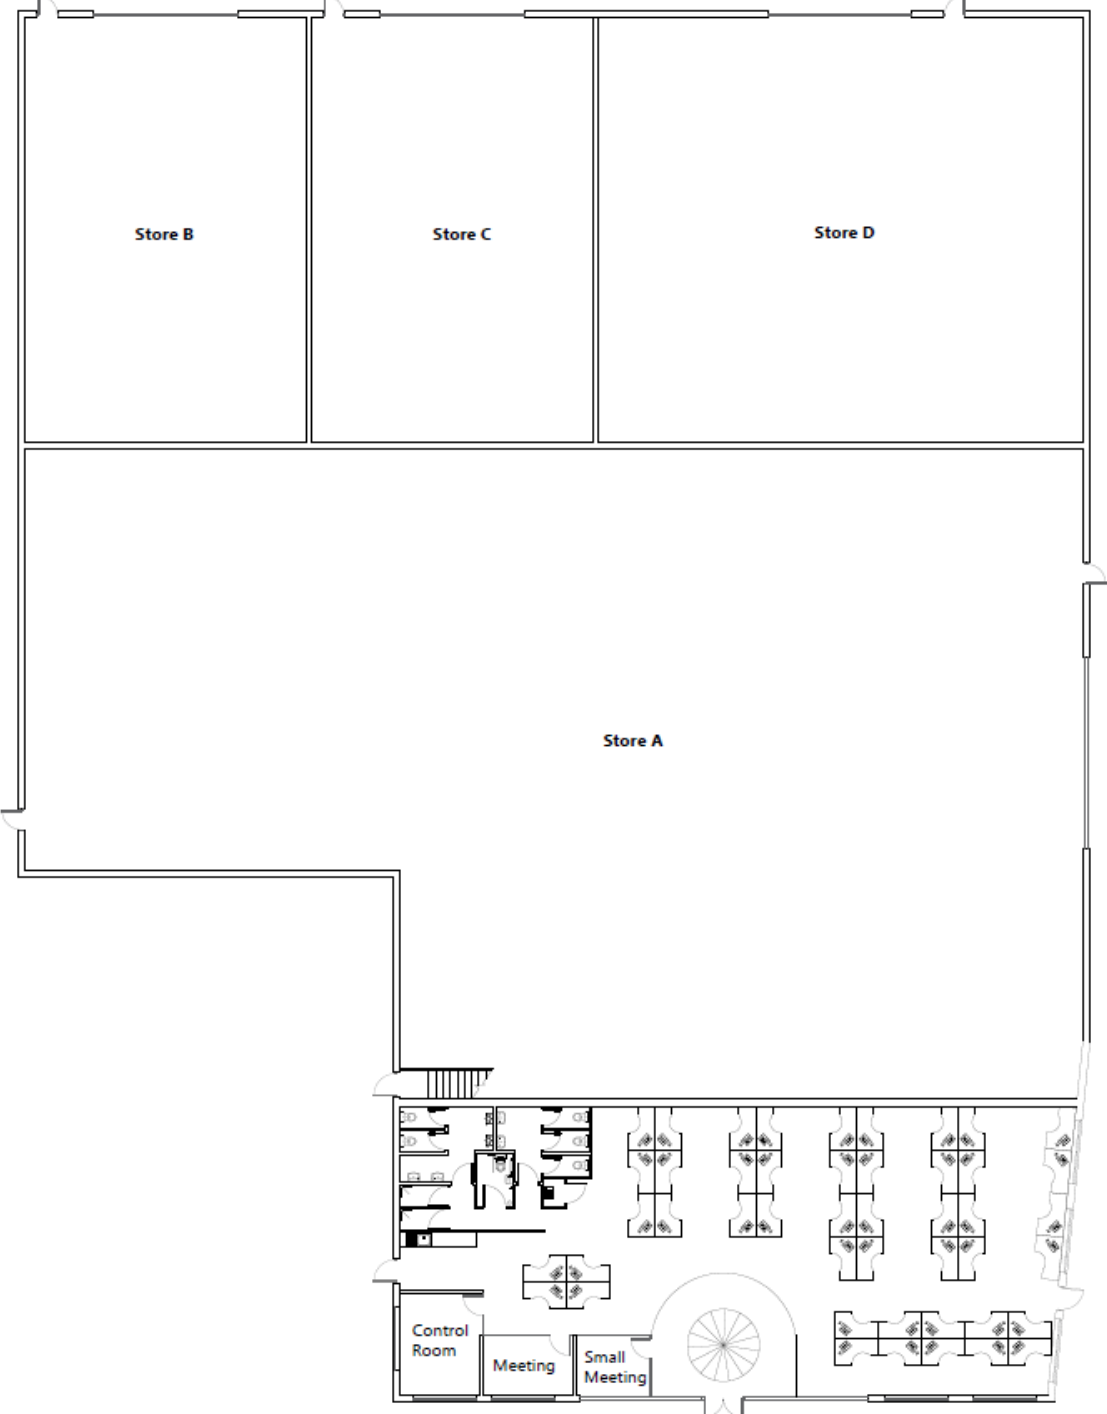 Store B
Store C
Store D
Store A
Control
Room
Meeting
Small
Meeting